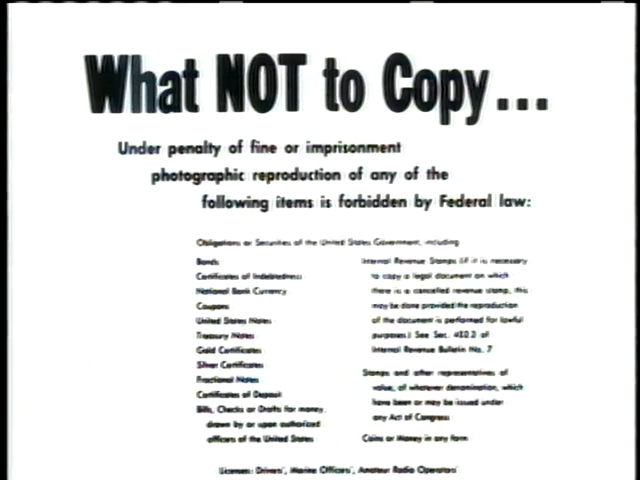 What NOT to Copy...
Under penalty of fine or imprisonment
photographic reproduction of any of the
following items is forbidden by Federal law:
Obligations or Securities of the United States Government, including
Bonds
Certificates of Indebtedness
National Bank Currency
Coupons
United States Notes
Treasury Notes
Gold Certificates
Silver Certificates
Fractional Notes
Certificates of Deposit
Bills, Checks or Drafts for money,
drawn by or upon authorized
officers of the United States
Internal Revenue Stamps (if it is necessary
to copy a legal document on which
there is a cancelled revenue stamp, this
may be done provided the reproduction
of the document is performed for lawful
purposes) See Sec. of
Internal Revenue Bulletin No. 7
Stamps and other representatives of
value, of whatever denomination, which
have been or may be issued under
any Act of Congress
Coins or Money in any form
Licenses: Drivers', Marine Officers', Amateur Radio Operators'